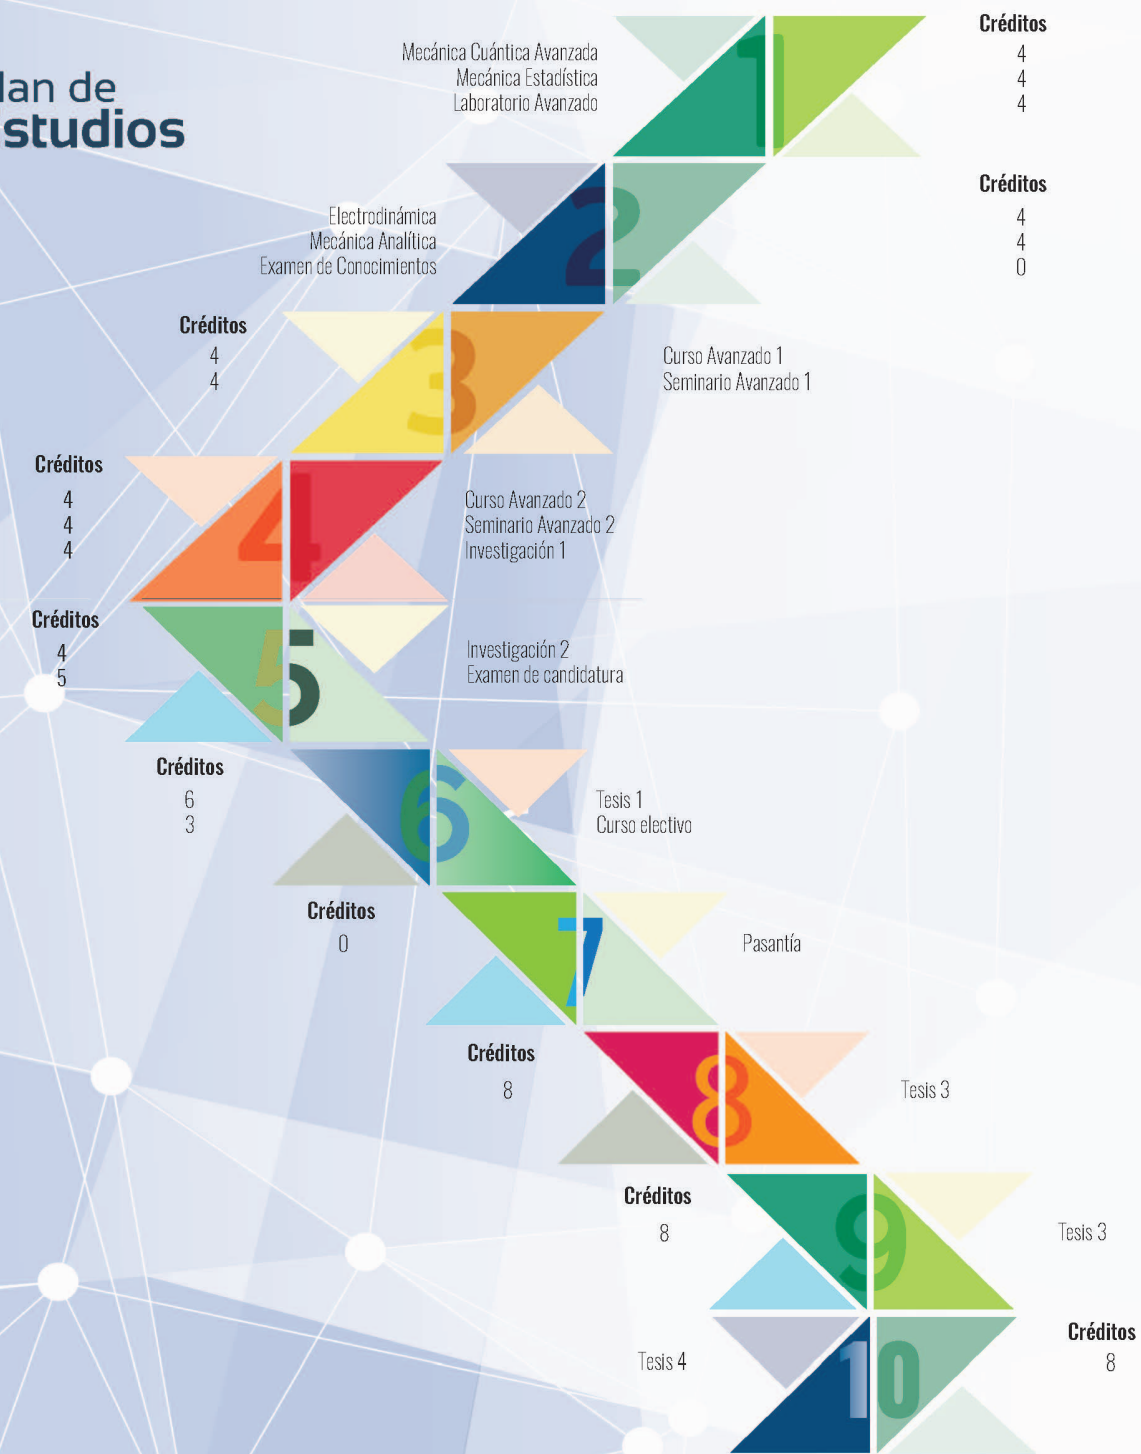 lan de
studios
Mecánica Cuántica Avanzada
Mecánica Estadística
Laboratorio Avanzado
1
Créditos
4
4
4
Electrodinámica
Mecánica Analítica
Examen de Conocimientos
2
Créditos
4
4
0
Créditos
4
4
3
Curso Avanzado 1
Seminario Avanzado 1
Créditos
4
4
4
4
Curso Avanzado 2
Seminario Avanzado 2
Investigación 1
Créditos
4
5
5
Investigación 2
Examen de candidatura
Créditos
6
3
6
Tesis 1
Curso electivo
Créditos
0
7
Pasantía
Créditos
8
8
Tesis 3
Créditos
8
9
Tesis 3
Tesis 4
10
Créditos
8